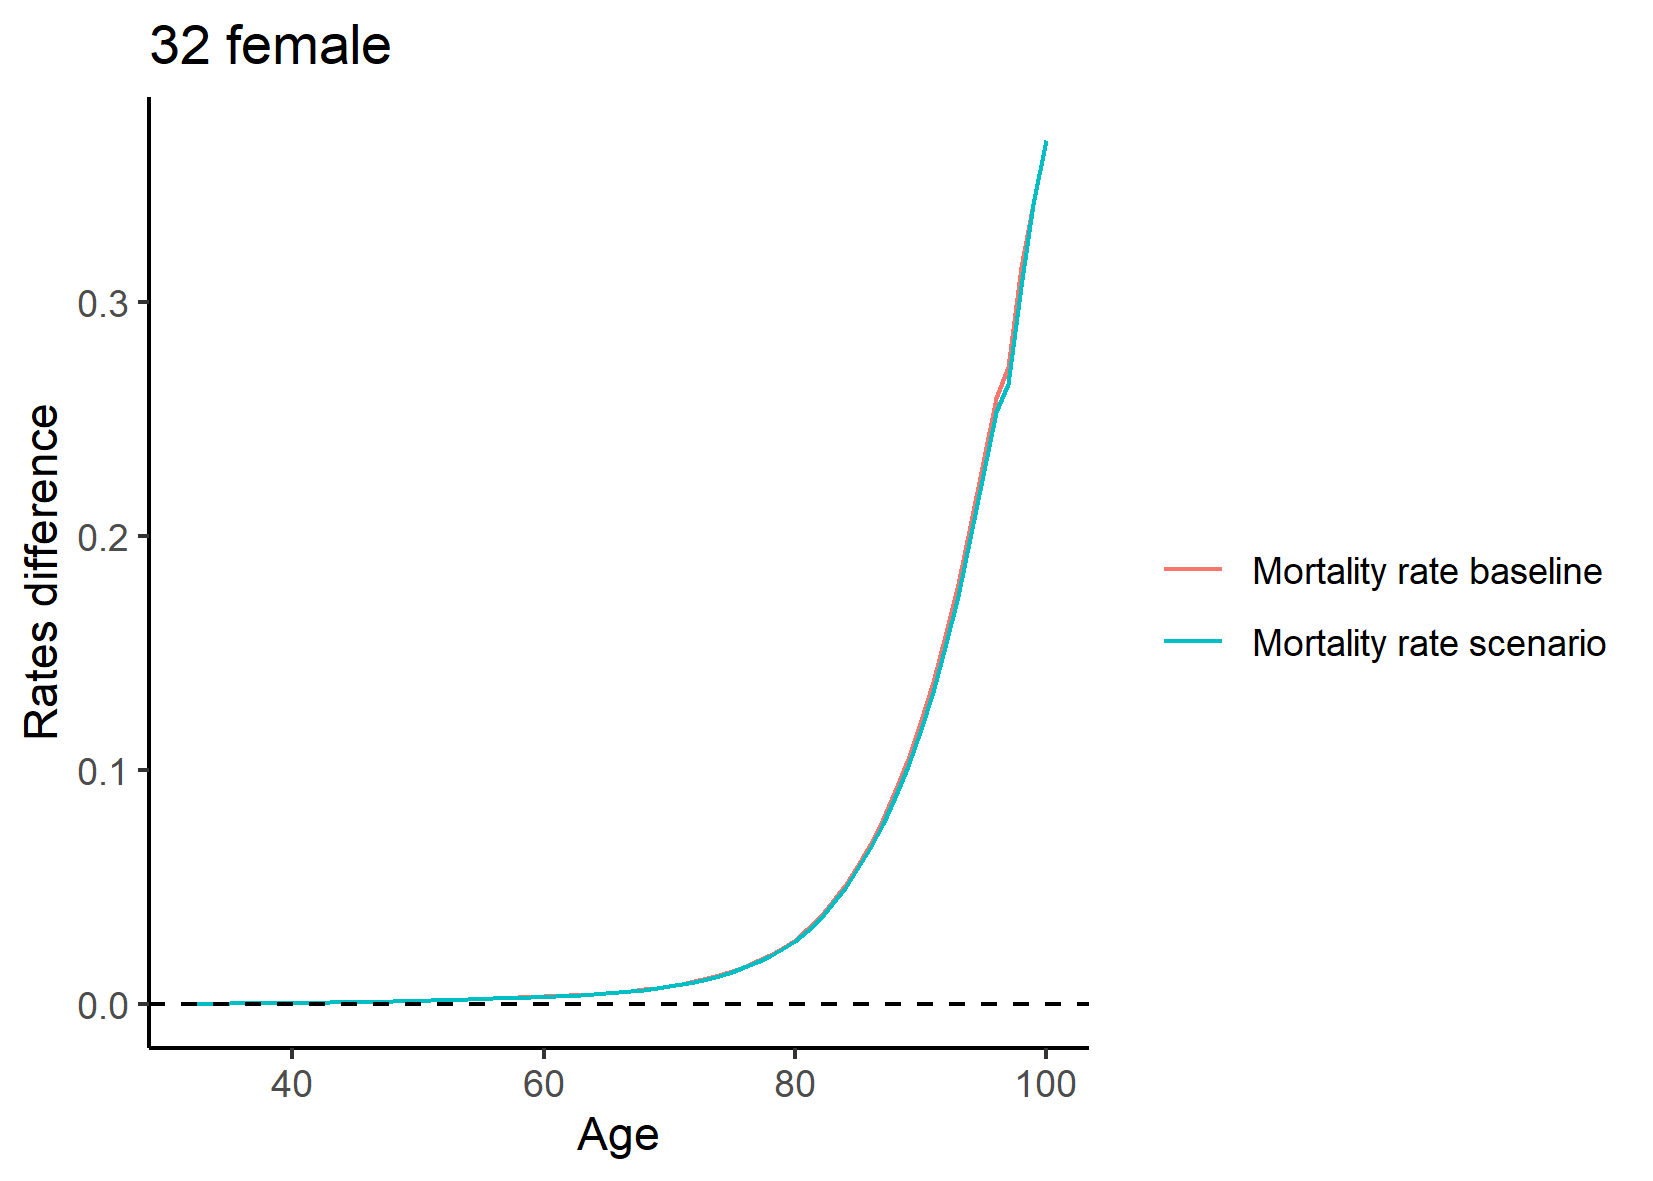 32 female
Rates difference
0.3
0.2
0.1
0.0
40 60 80 100
Age
Mortality rate baseline
Mortality rate scenario